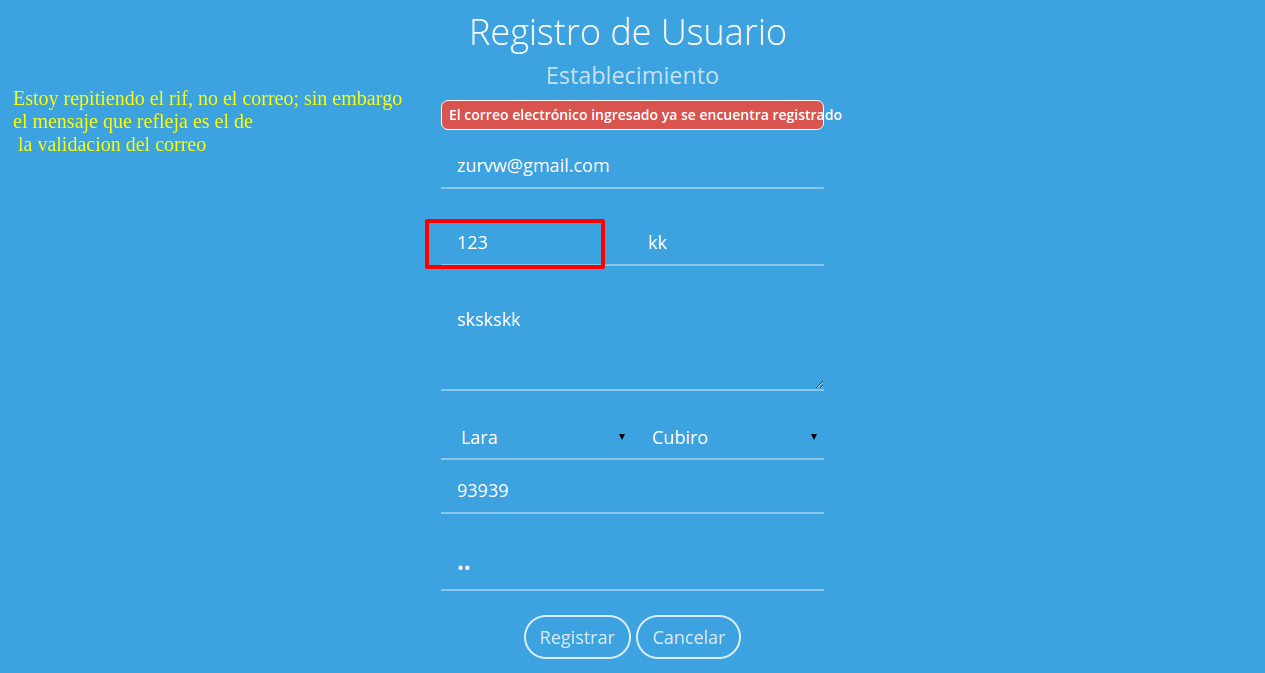 Registro de Usuario
Establecimiento
Estoy repitiendo el rif, no el correo; sin embargo
el mensaje que refleja es el de
la validacion del correo
El correo electrónico ingresado ya se encuentra registrado
zurvw@gmail.com
123 kk
sksksk​k
Lara Cubiro
93939
••
Registrar Cancelar